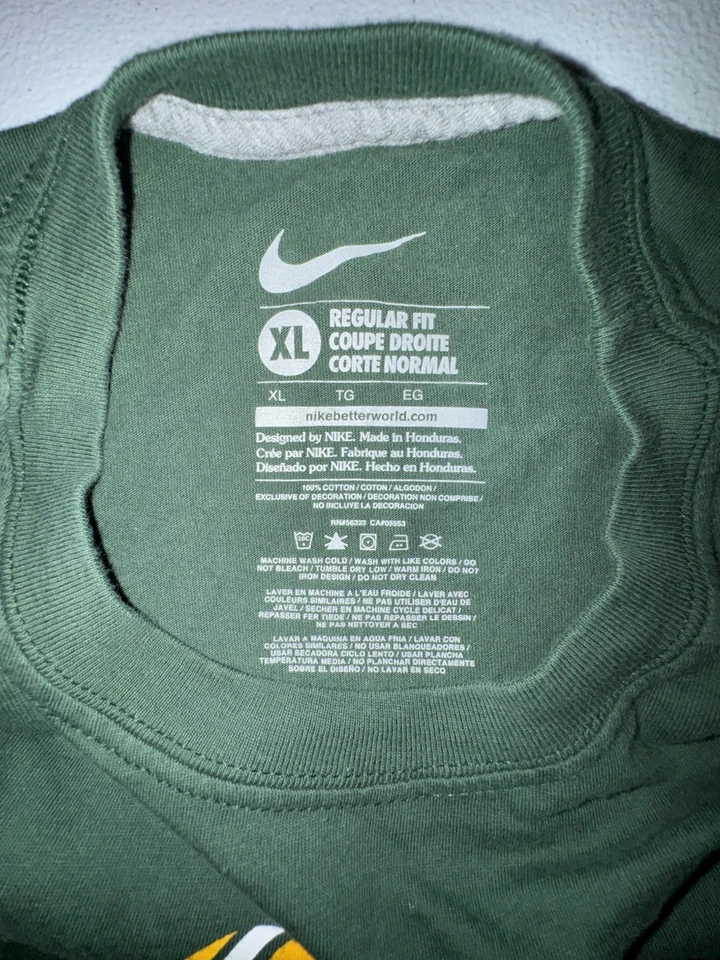 XL
REGULAR FIT
COUPE DROITE
CORTE NORMAL
XL TG EG
nikebetterworld.com
Designed by NIKE. Made in Honduras.
Crée par NIKE. Fabrique au Honduras.
Diseñado por NIKE. Hecho en Honduras.
100% COTTON / COTON / ALGODON /
EXCLUSIVE OF DECORATION / DECORATION NON COMPRISE /
NO INCLUYE LA DECORACION
RN#56323 CA#05553
MACHINE WASH COLD / WASH WITH LIKE COLORS / DO
NOT BLEACH / TUMBLE DRY LOW / WARM IRON / DO NOT
IRON DESIGN / DO NOT DRY CLEAN
LAVER EN MACHINE A L'EAU FROIDE / LAVER AVEC
COULEURS SIMILAIRES / NE PAS UTILISER D'EAU DE
JAVEL / SECHER EN MACHINE CYCLE DELICAT /
REPASSER FER TIEDE / NE PAS REPASSER LE DESSIN /
NE PAS NETTOYER A SEC
LAVAR A MAQUINA EN AGUA FRIA / LAVAR CON
COLORES SIMILARES / NO USAR BLANQUEADORES /
USAR SECADORA CICLO LENTO / USAR PLANCHA
TEMPERATURA MEDIA / NO PLANCHAR DIRECTAMENTE
SOBRE EL DISEÑO / NO LAVAR EN SECO